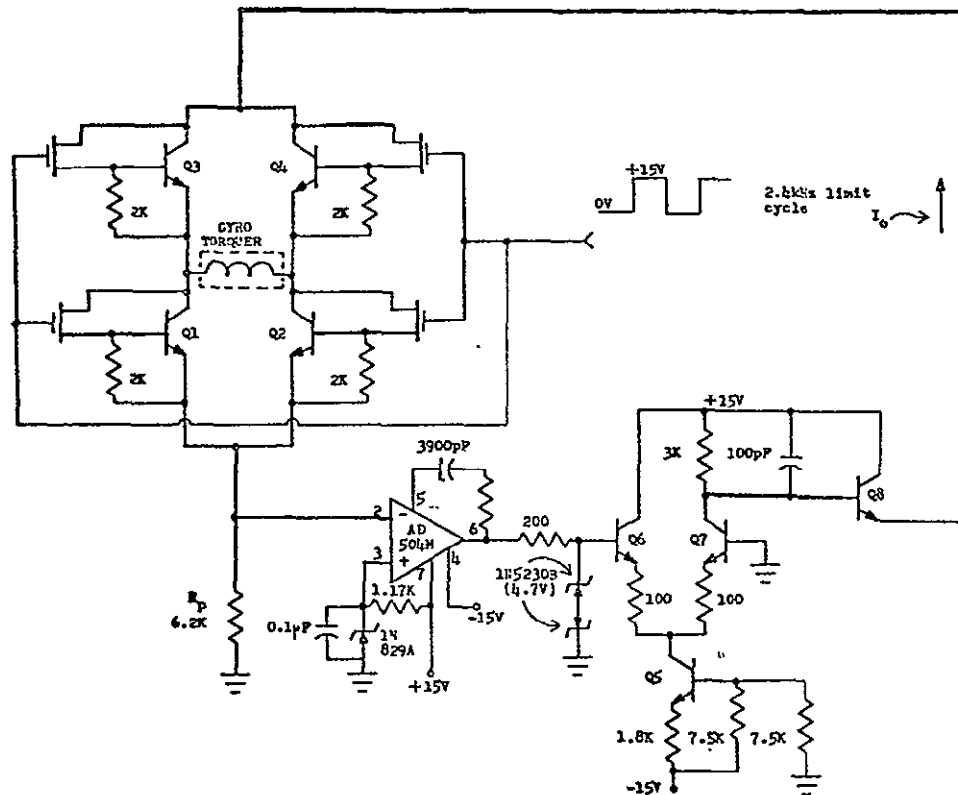 Q3
Q4
2K
2K
GYRO
TORQUER
+15V
0V
2.4kHz limit
cycle
I₀
Q1
Q2
2K
2K
3900pF
5
2
-
AD
504M
6
3
+
4
7
1.17K
-15V
0.1µF
1N
829A
+15V
Rp
6.2K
200
1N5230B
(4.7V)
+15V
3K
100pF
Q8
Q6
Q7
100
100
Q5
1.8K
7.5K
7.5K
-15V